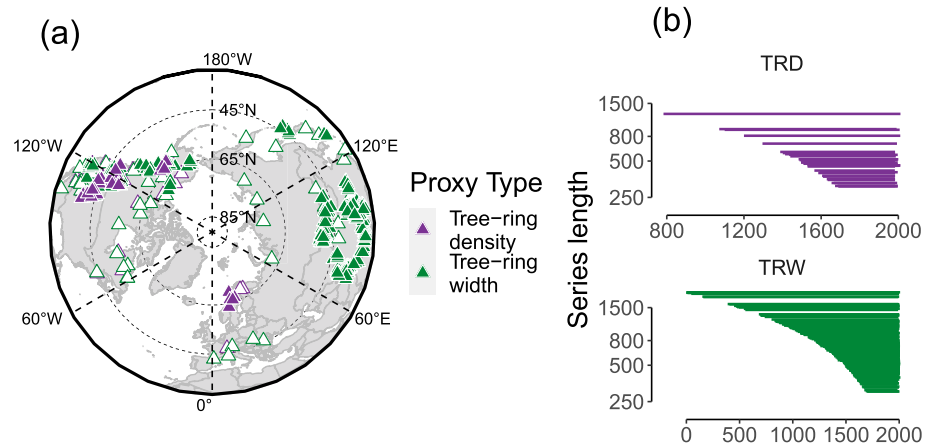 (a)
180°W
45°N
120°W
120°E
65°N
85°N
60°W
60°E
0°
Proxy Type
Tree-ring
density
Tree-ring
width
(b)
TRD
Series length
1500
800
500
250
800
1200
1600
2000
TRW
1500
800
500
250
0
500
1000
1500
2000